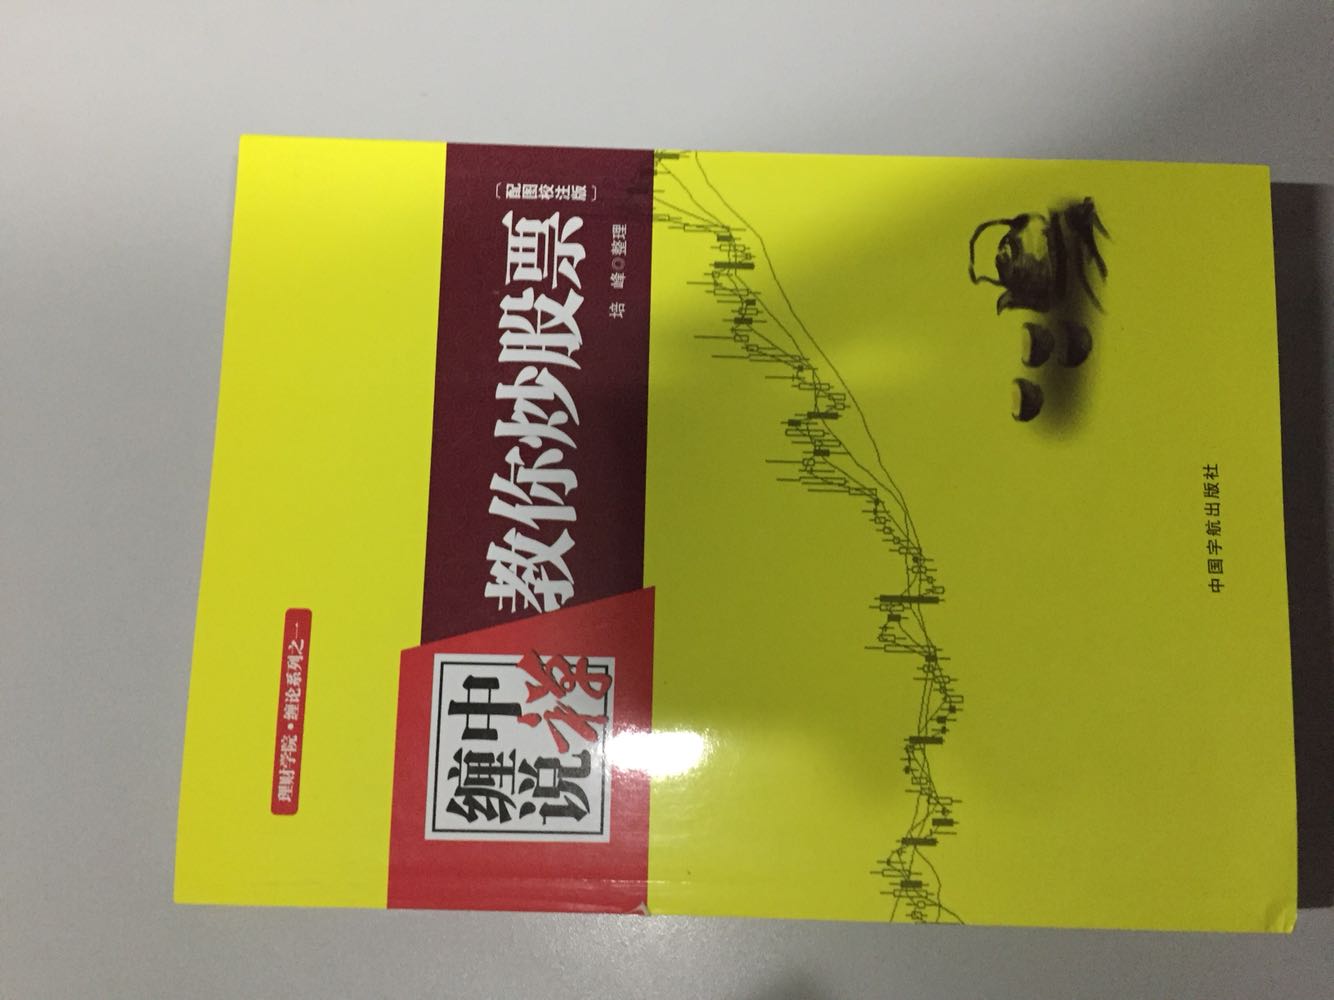 理财学院·缠论系列之一
缠中
说禅
教你炒股票
[配图校注版]
培 峰◎整理
中国宇航出版社